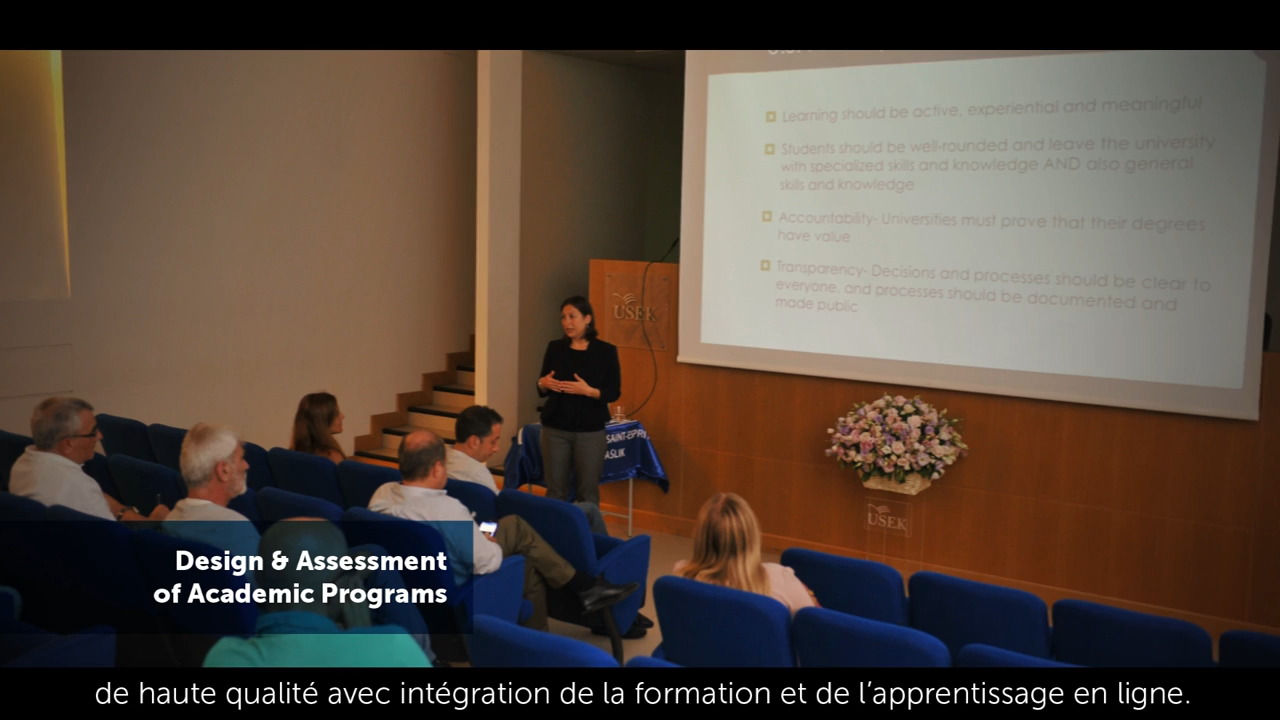 Learning should be active, experiential and meaningful
Students should be well-rounded and leave the university
with specialized skills and knowledge AND also general
skills and knowledge
Accountability- Universities must prove that their degrees
have value
Transparency- Decisions and processes should be clear to
everyone, and processes should be documented and
made public
USEK
SAINT-ESPRIT
ASLIK
USEK
Design & Assessment
of Academic Programs
de haute qualité avec intégration de la formation et de l’apprentissage en ligne.